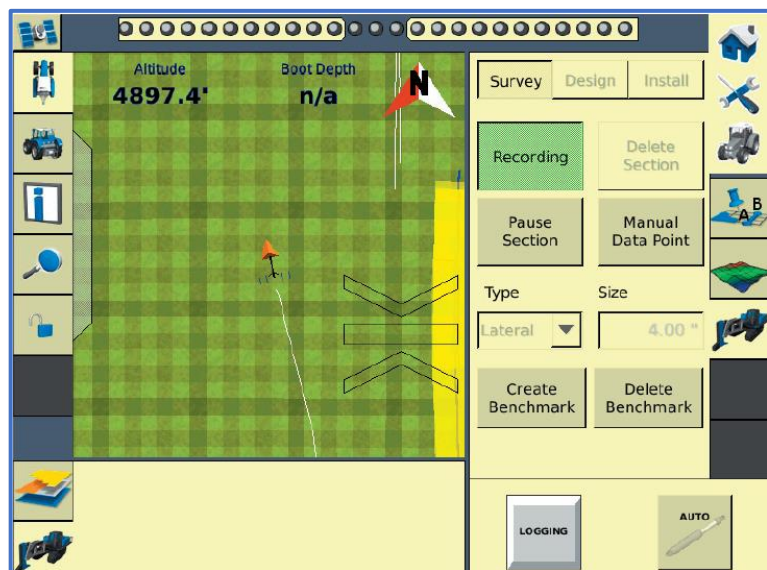 Altitude
4897.4'
Boot Depth
n/a
N
Survey
Design
Install
Recording
Delete
Section
Pause
Section
Manual
Data Point
Type
Size
Lateral
4.00 "
Create
Benchmark
Delete
Benchmark
LOGGING
AUTO
A
B